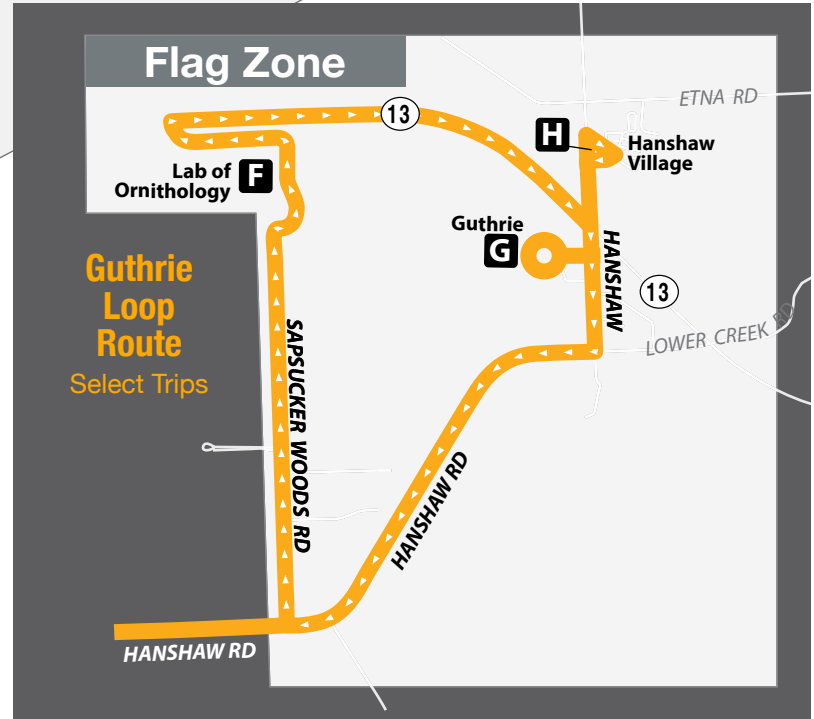 Flag Zone
ETNA RD
13
H
Hanshaw
Village
Lab of
Ornithology
F
Guthrie
G
HANSHAW
13
Guthrie
Loop
Route
Select Trips
LOWER CREEK RD
SAPSUCKER WOODS RD
HANSHAW RD
HANSHAW RD